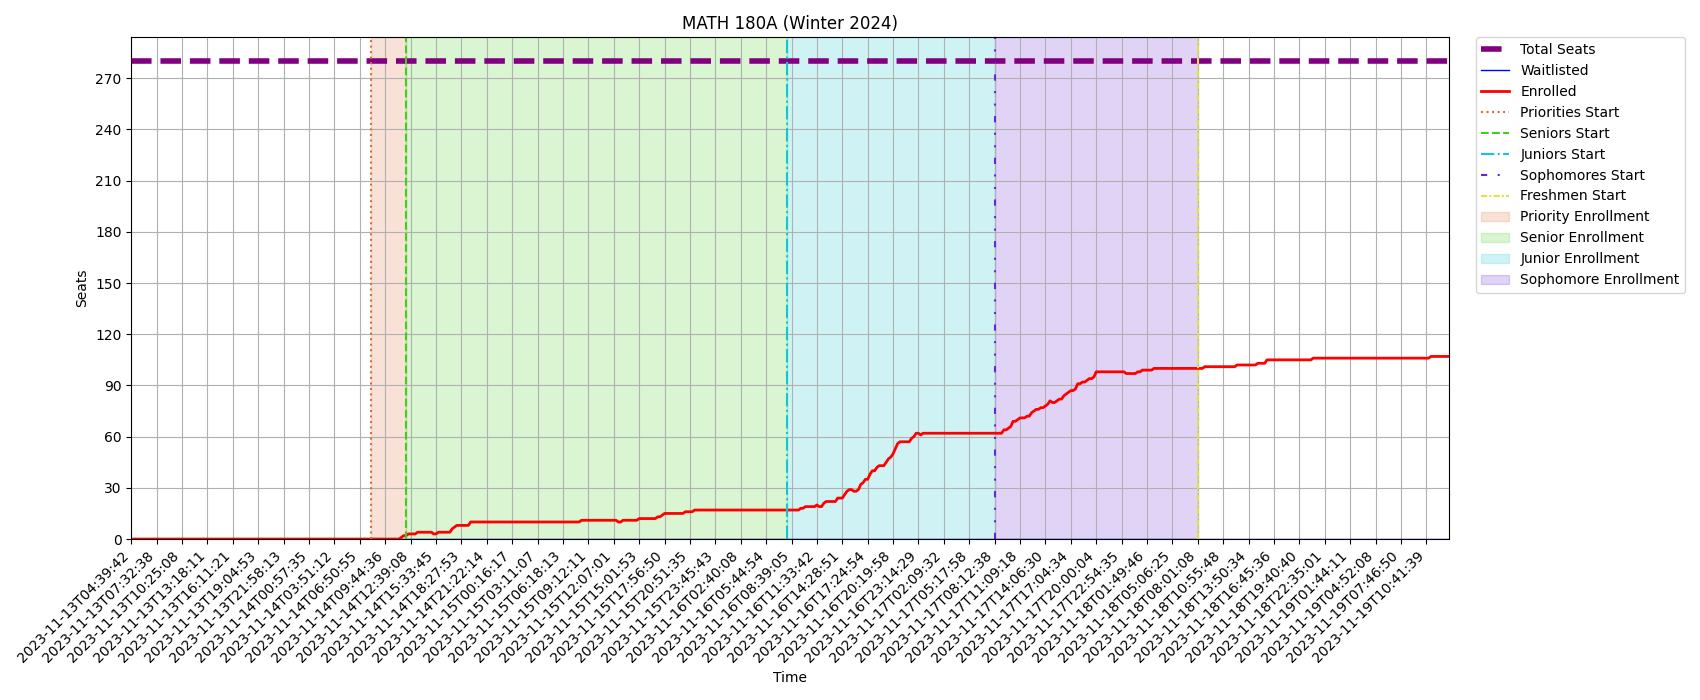 MATH 180A (Winter 2024)
Seats
270
240
210
180
150
120
90
60
30
0
2023-11-13T04:39:42
2023-11-13T07:32:38
2023-11-13T10:25:08
2023-11-13T13:18:11
2023-11-13T16:11:21
2023-11-13T19:04:53
2023-11-13T21:58:13
2023-11-14T00:57:35
2023-11-14T03:51:12
2023-11-14T06:50:55
2023-11-14T09:44:36
2023-11-14T12:39:08
2023-11-14T15:33:45
2023-11-14T18:27:53
2023-11-14T21:22:14
2023-11-15T00:16:17
2023-11-15T03:11:07
2023-11-15T06:18:13
2023-11-15T09:12:11
2023-11-15T12:07:01
2023-11-15T15:01:53
2023-11-15T17:56:50
2023-11-15T20:51:35
2023-11-15T23:45:43
2023-11-16T02:40:08
2023-11-16T05:44:54
2023-11-16T08:39:05
2023-11-16T11:33:42
2023-11-16T14:28:51
2023-11-16T17:24:54
2023-11-16T20:19:58
2023-11-16T23:14:29
2023-11-17T02:09:32
2023-11-17T05:17:58
2023-11-17T08:12:38
2023-11-17T11:09:18
2023-11-17T14:06:30
2023-11-17T17:04:34
2023-11-17T20:00:04
2023-11-17T22:54:35
2023-11-18T01:49:46
2023-11-18T05:06:25
2023-11-18T08:01:08
2023-11-18T10:55:48
2023-11-18T13:50:34
2023-11-18T16:45:36
2023-11-18T19:40:40
2023-11-18T22:35:01
2023-11-19T01:44:11
2023-11-19T04:52:08
2023-11-19T07:46:50
2023-11-19T10:41:39
Time
Total Seats
Waitlisted
Enrolled
Priorities Start
Seniors Start
Juniors Start
Sophomores Start
Freshmen Start
Priority Enrollment
Senior Enrollment
Junior Enrollment
Sophomore Enrollment